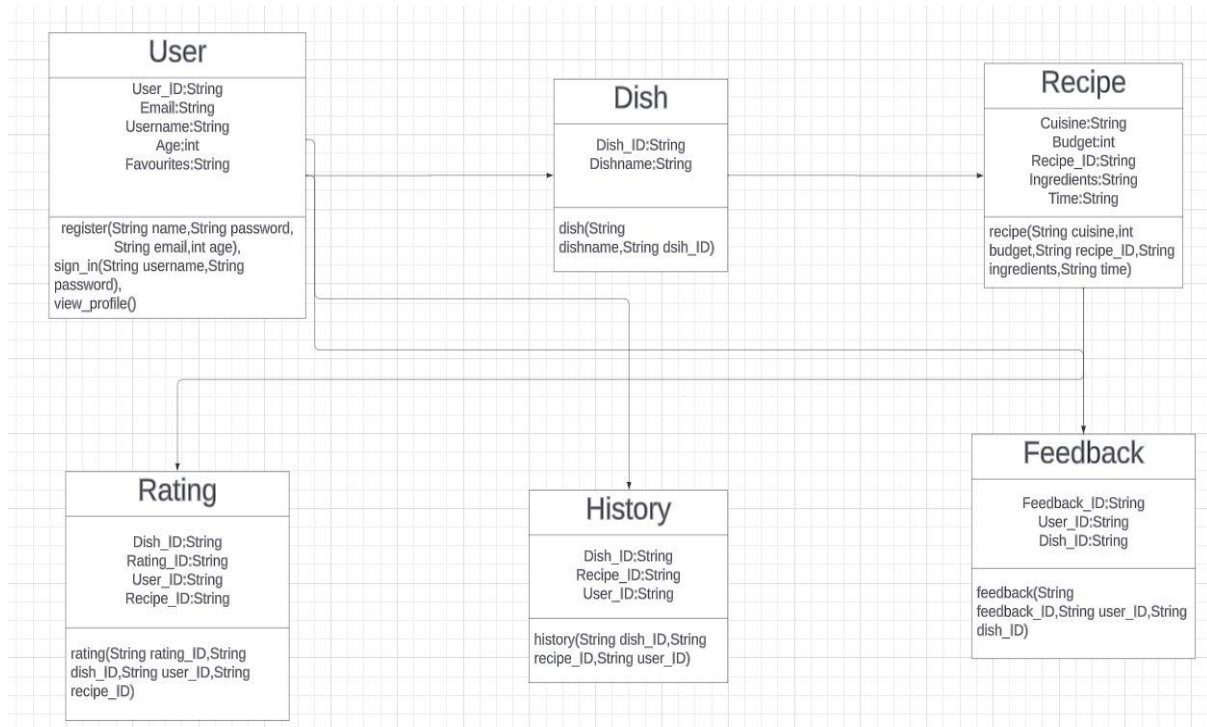 User
User_ID:String
Email:String
Username:String
Age:int
Favourites:String
register(String name,String password,
String email,int age),
sign_in(String username,String
password),
view_profile()
Dish
Dish_ID:String
Dishname:String
dish(String
dishname,String dsih_ID)
Recipe
Cuisine:String
Budget:int
Recipe_ID:String
Ingredients:String
Time:String
recipe(String cuisine,int
budget,String recipe_ID,String
ingredients,String time)
Rating
Dish_ID:String
Rating_ID:String
User_ID:String
Recipe_ID:String
rating(String rating_ID,String
dish_ID,String user_ID,String
recipe_ID)
History
Dish_ID:String
Recipe_ID:String
User_ID:String
history(String dish_ID,String
recipe_ID,String user_ID)
Feedback
Feedback_ID:String
User_ID:String
Dish_ID:String
feedback(String
feedback_ID,String user_ID,String
dish_ID)